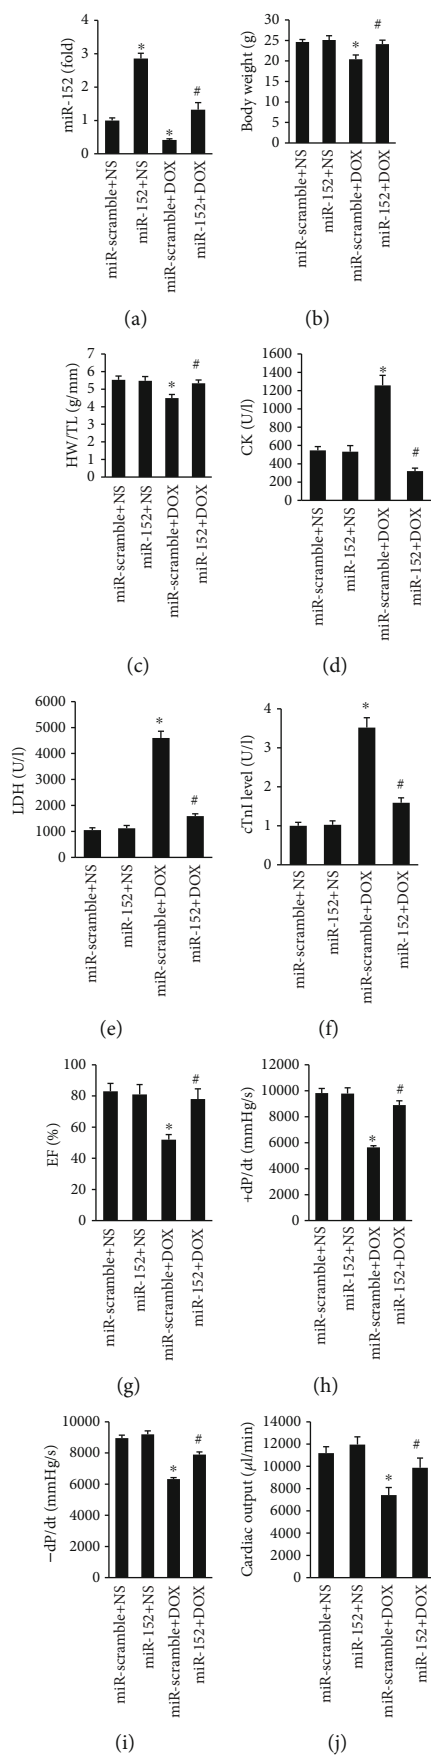 miR-152 (fold)
4
3
2
1
0
*
*
#
miR-scramble+NS
miR-152+NS
miR-scramble+DOX
miR-152+DOX
(a)
Body weight (g)
30
25
20
15
10
5
0
*
#
miR-scramble+NS
miR-152+NS
miR-scramble+DOX
miR-152+DOX
(b)
HW/TL (g/mm)
7
6
5
4
3
2
1
0
*
#
miR-scramble+NS
miR-152+NS
miR-scramble+DOX
miR-152+DOX
(c)
CK (U/l)
1600
1400
1200
1000
800
600
400
200
0
*
#
miR-scramble+NS
miR-152+NS
miR-scramble+DOX
miR-152+DOX
(d)
LDH (U/l)
6000
5000
4000
3000
2000
1000
0
*
#
miR-scramble+NS
miR-152+NS
miR-scramble+DOX
miR-152+DOX
(e)
cTnI level (U/l)
4
3
2
1
0
*
#
miR-scramble+NS
miR-152+NS
miR-scramble+DOX
miR-152+DOX
(f)
EF (%)
100
80
60
40
20
0
*
#
miR-scramble+NS
miR-152+NS
miR-scramble+DOX
miR-152+DOX
(g)
+dP/dt (mmHg/s)
12000
10000
8000
6000
4000
2000
0
*
#
miR-scramble+NS
miR-152+NS
miR-scramble+DOX
miR-152+DOX
(h)
−dP/dt (mmHg/s)
10000
8000
6000
4000
2000
0
*
#
miR-scramble+NS
miR-152+NS
miR-scramble+DOX
miR-152+DOX
(i)
Cardiac output (μl/min)
14000
12000
10000
8000
6000
4000
2000
0
*
#
miR-scramble+NS
miR-152+NS
miR-scramble+DOX
miR-152+DOX
(j)